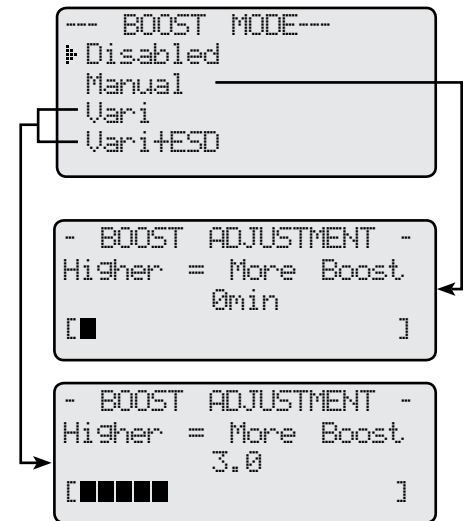 --- BOOST MODE---
Disabled
Manual
Vari
Vari+ESD
- BOOST ADJUSTMENT -
Higher = More Boost
0min
[█ ]
- BOOST ADJUSTMENT -
Higher = More Boost
3.0
[█████ ]